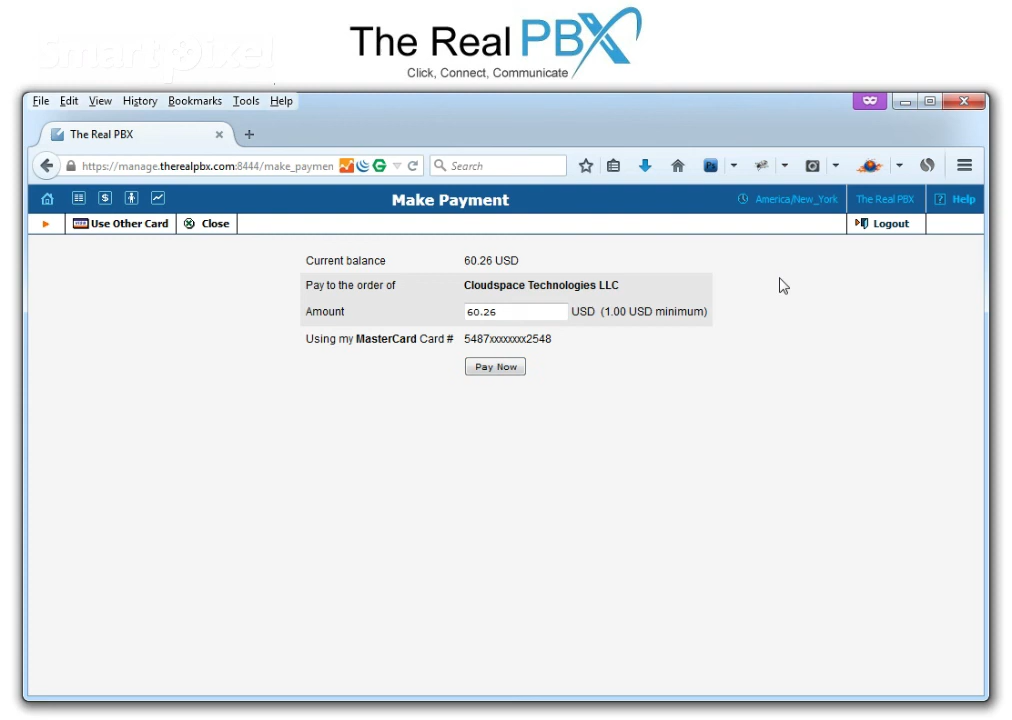 SmartPixel
The Real PBX
Click, Connect, Communicate
File Edit View History Bookmarks Tools Help
The Real PBX
https://manage.therealpbx.com:8444/make_paymen Search
Make Payment America/New_York The Real PBX ? Help
Use Other Card Close Logout
Current balance 60.26 USD
Pay to the order of Cloudspace Technologies LLC
Amount 60.26 USD (1.00 USD minimum)
Using my MasterCard Card # 5487xxxxxxxx2548
Pay Now